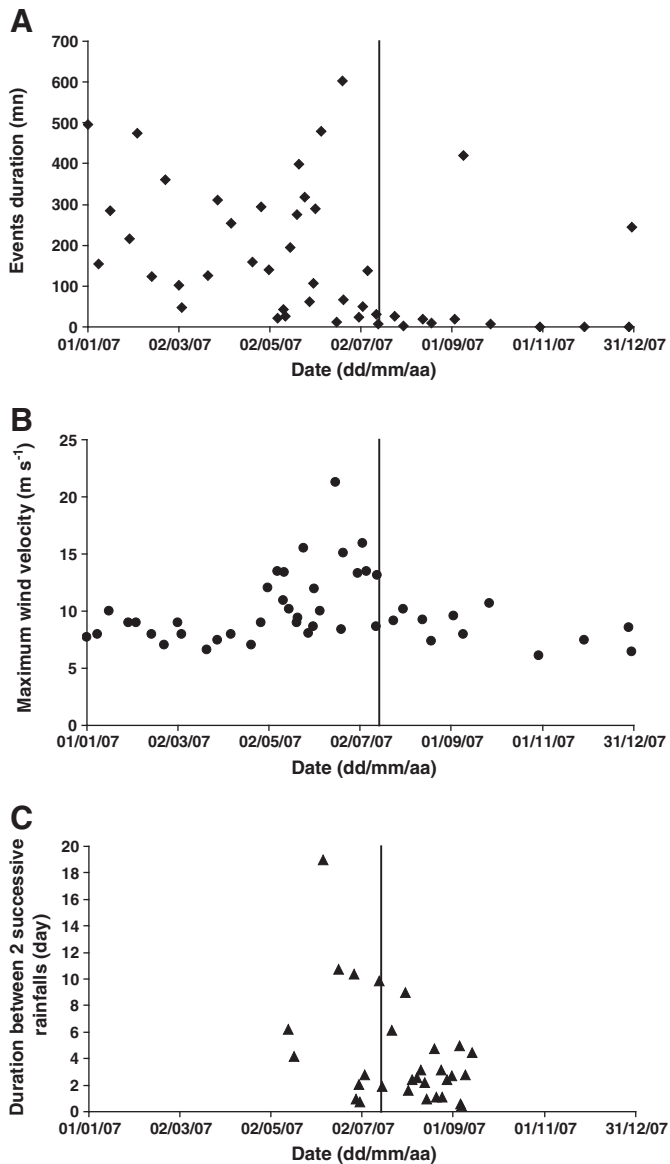 A
700
600
500
400
300
200
100
0
Events duration (mn)
01/01/07 02/03/07 02/05/07 02/07/07 01/09/07 01/11/07 31/12/07
Date (dd/mm/aa)
B
25
20
15
10
5
0
Maximum wind velocity (m s-1)
01/01/07 02/03/07 02/05/07 02/07/07 01/09/07 01/11/07 31/12/07
Date (dd/mm/aa)
C
20
18
16
14
12
10
8
6
4
2
0
Duration between 2 successive
rainfalls (day)
01/01/07 02/03/07 02/05/07 02/07/07 01/09/07 01/11/07 31/12/07
Date (dd/mm/aa)